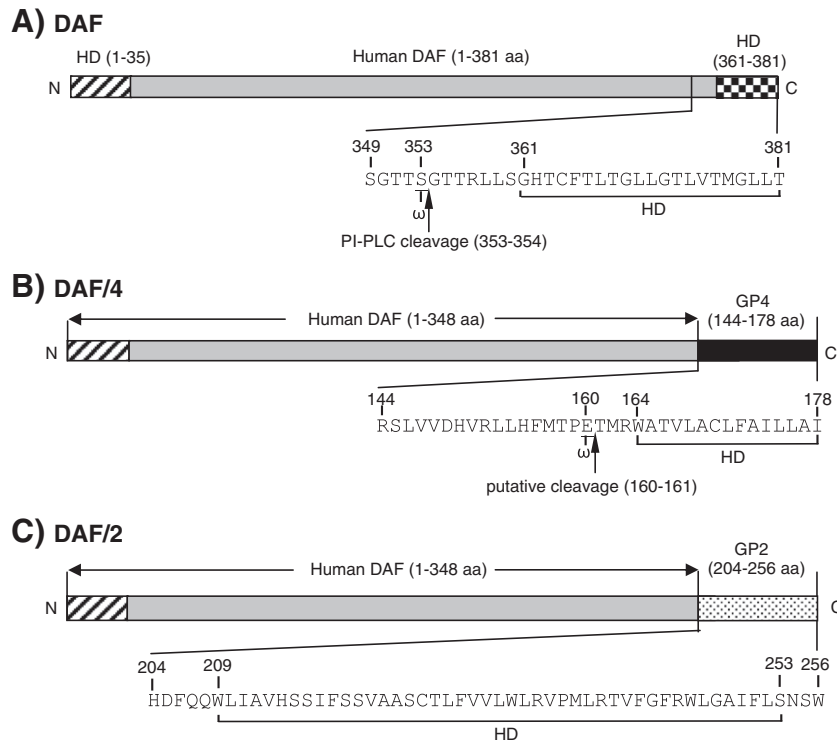 A) DAF
HD (1-35)
Human DAF (1-381 aa)
HD
(361-381)
N
C
349
353
361
381
SGTTSGTTRLLSGHTCFTLTGLLGTLVTMGLLT
ω
HD
PI-PLC cleavage (353-354)
B) DAF/4
Human DAF (1-348 aa)
GP4
(144-178 aa)
N
C
144
160
164
178
RSLVVDHVRLLHFMTPETMRWATVLACLFAILLAI
ω
HD
putative cleavage (160-161)
C) DAF/2
Human DAF (1-348 aa)
GP2
(204-256 aa)
N
C
204
209
253
256
HDFQQWLIAVHSSIFSSVAASCTLFVVLWLRVPMLRTVFGFRWLGAIFLSNSW
HD